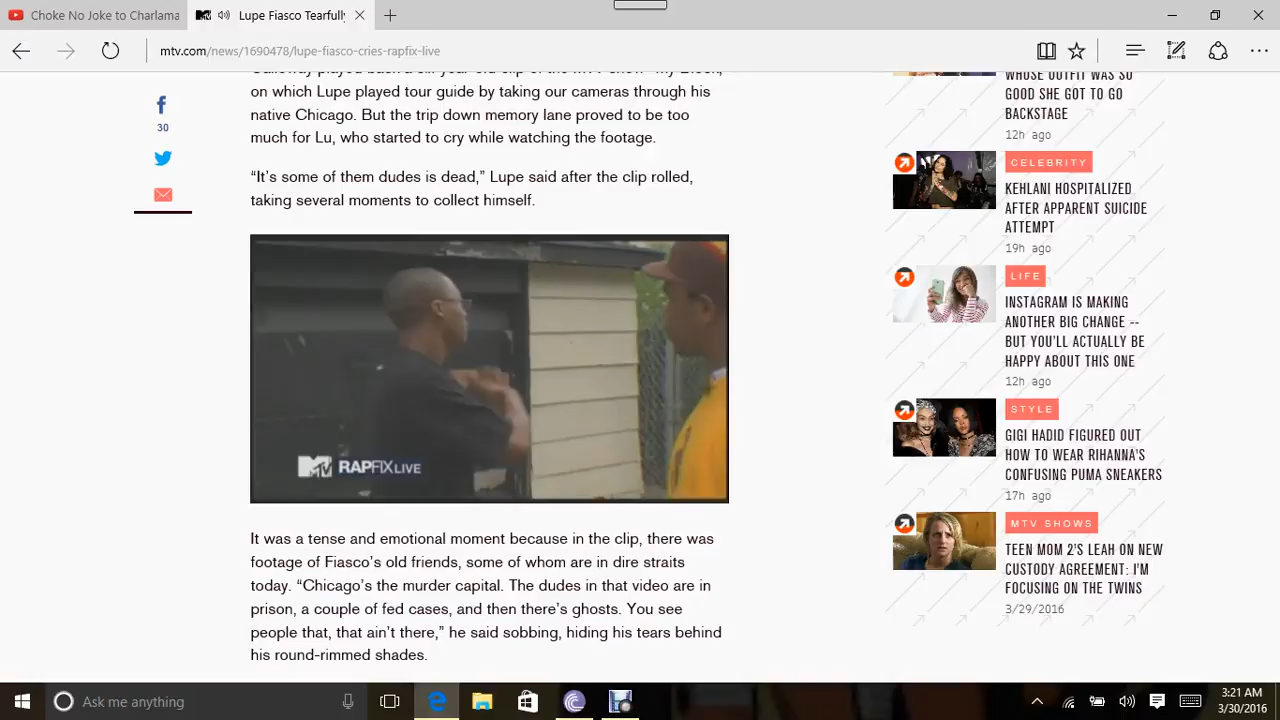 Choke No Joke to Charlama
Lupe Fiasco Tearfully
mtv.com/news/1690478/lupe-fiasco-cries-rapfix-live
on which Lupe played tour guide by taking our cameras through his
native Chicago. But the trip down memory lane proved to be too
much for Lu, who started to cry while watching the footage.
“It’s some of them dudes is dead,” Lupe said after the clip rolled,
taking several moments to collect himself.
30
MTV RAPFIX LIVE
It was a tense and emotional moment because in the clip, there was
footage of Fiasco’s old friends, some of whom are in dire straits
today. “Chicago’s the murder capital. The dudes in that video are in
prison, a couple of fed cases, and then there’s ghosts. You see
people that, that ain’t there,” he said sobbing, hiding his tears behind
his round-rimmed shades.
WHOSE OUTFIT WAS SO
GOOD SHE GOT TO GO
BACKSTAGE
12h ago
CELEBRITY
KEHLANI HOSPITALIZED
AFTER APPARENT SUICIDE
ATTEMPT
19h ago
LIFE
INSTAGRAM IS MAKING
ANOTHER BIG CHANGE --
BUT YOU'LL ACTUALLY BE
HAPPY ABOUT THIS ONE
12h ago
STYLE
GIGI HADID FIGURED OUT
HOW TO WEAR RIHANNA'S
CONFUSING PUMA SNEAKERS
17h ago
MTV SHOWS
TEEN MOM 2'S LEAH ON NEW
CUSTODY AGREEMENT: I'M
FOCUSING ON THE TWINS
3/29/2016
Ask me anything
3:21 AM
3/30/2016